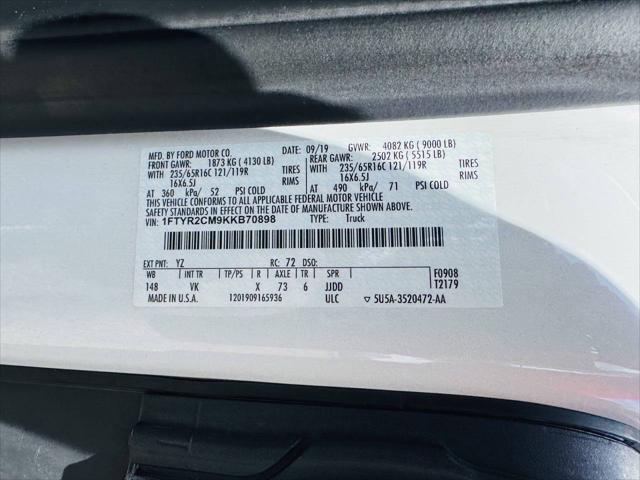 MFD. BY FORD MOTOR CO.
DATE: 09/19 GVWR: 4082 KG ( 9000 LB)
FRONT GAWR: 1873 KG ( 4130 LB)
REAR GAWR: 2502 KG ( 5515 LB)
235/65R16C 121/119R TIRES
235/65R16C 121/119R TIRES
16X6.5J RIMS
16X6.5J RIMS
AT 360 kPa/ 52 PSI COLD
AT 490 kPa/ 71 PSI COLD
THIS VEHICLE CONFORMS TO ALL APPLICABLE FEDERAL MOTOR VEHICLE
SAFETY STANDARDS IN EFFECT ON THE DATE OF MANUFACTURE SHOWN ABOVE.
VIN: 1FTYR2CM9KKB70898 TYPE: Truck
EXT PNT: YZ RC: 72 DSO:
WB INT TR TP/PS R AXLE TR SPR
F0908
148 VK X 73 6 JJDD
T2179
MADE IN U.S.A. 1201909165936 ULC ▽ 5U5A-3520472-AA